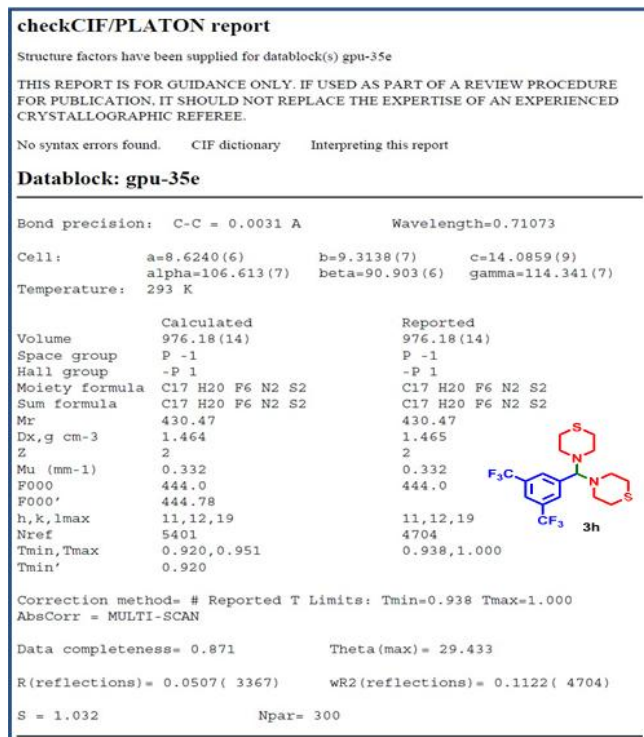 checkCIF/PLATON report
Structure factors have been supplied for datablock(s) gpu-35e
THIS REPORT IS FOR GUIDANCE ONLY. IF USED AS PART OF A REVIEW PROCEDURE
FOR PUBLICATION, IT SHOULD NOT REPLACE THE EXPERTISE OF AN EXPERIENCED
CRYSTALLOGRAPHIC REFEREE.
No syntax errors found. CIF dictionary Interpreting this report
Datablock: gpu-35e
Bond precision: C-C = 0.0031 A Wavelength=0.71073
Cell: a=8.6240(6) b=9.3138(7) c=14.0859(9)
alpha=106.613(7) beta=90.903(6) gamma=114.341(7)
Temperature: 293 K
Calculated Reported
Volume 976.18(14) 976.18(14)
Space group P -1 P -1
Hall group -P 1 -P 1
Moiety formula C17 H20 F6 N2 S2 C17 H20 F6 N2 S2
Sum formula C17 H20 F6 N2 S2 C17 H20 F6 N2 S2
Mr 430.47 430.47
Dx,g cm-3 1.464 1.465
Z 2 2
Mu (mm-1) 0.332 0.332
F000 444.0 444.0
F000' 444.78
h,k,lmax 11,12,19 11,12,19
Nref 5401 4704
Tmin,Tmax 0.920,0.951 0.938,1.000
Tmin' 0.920
S
N
F3C N
S
CF3 3h
Correction method= # Reported T Limits: Tmin=0.938 Tmax=1.000
AbsCorr = MULTI-SCAN
Data completeness= 0.871 Theta(max)= 29.433
R(reflections)= 0.0507( 3367) wR2(reflections)= 0.1122( 4704)
S = 1.032 Npar= 300